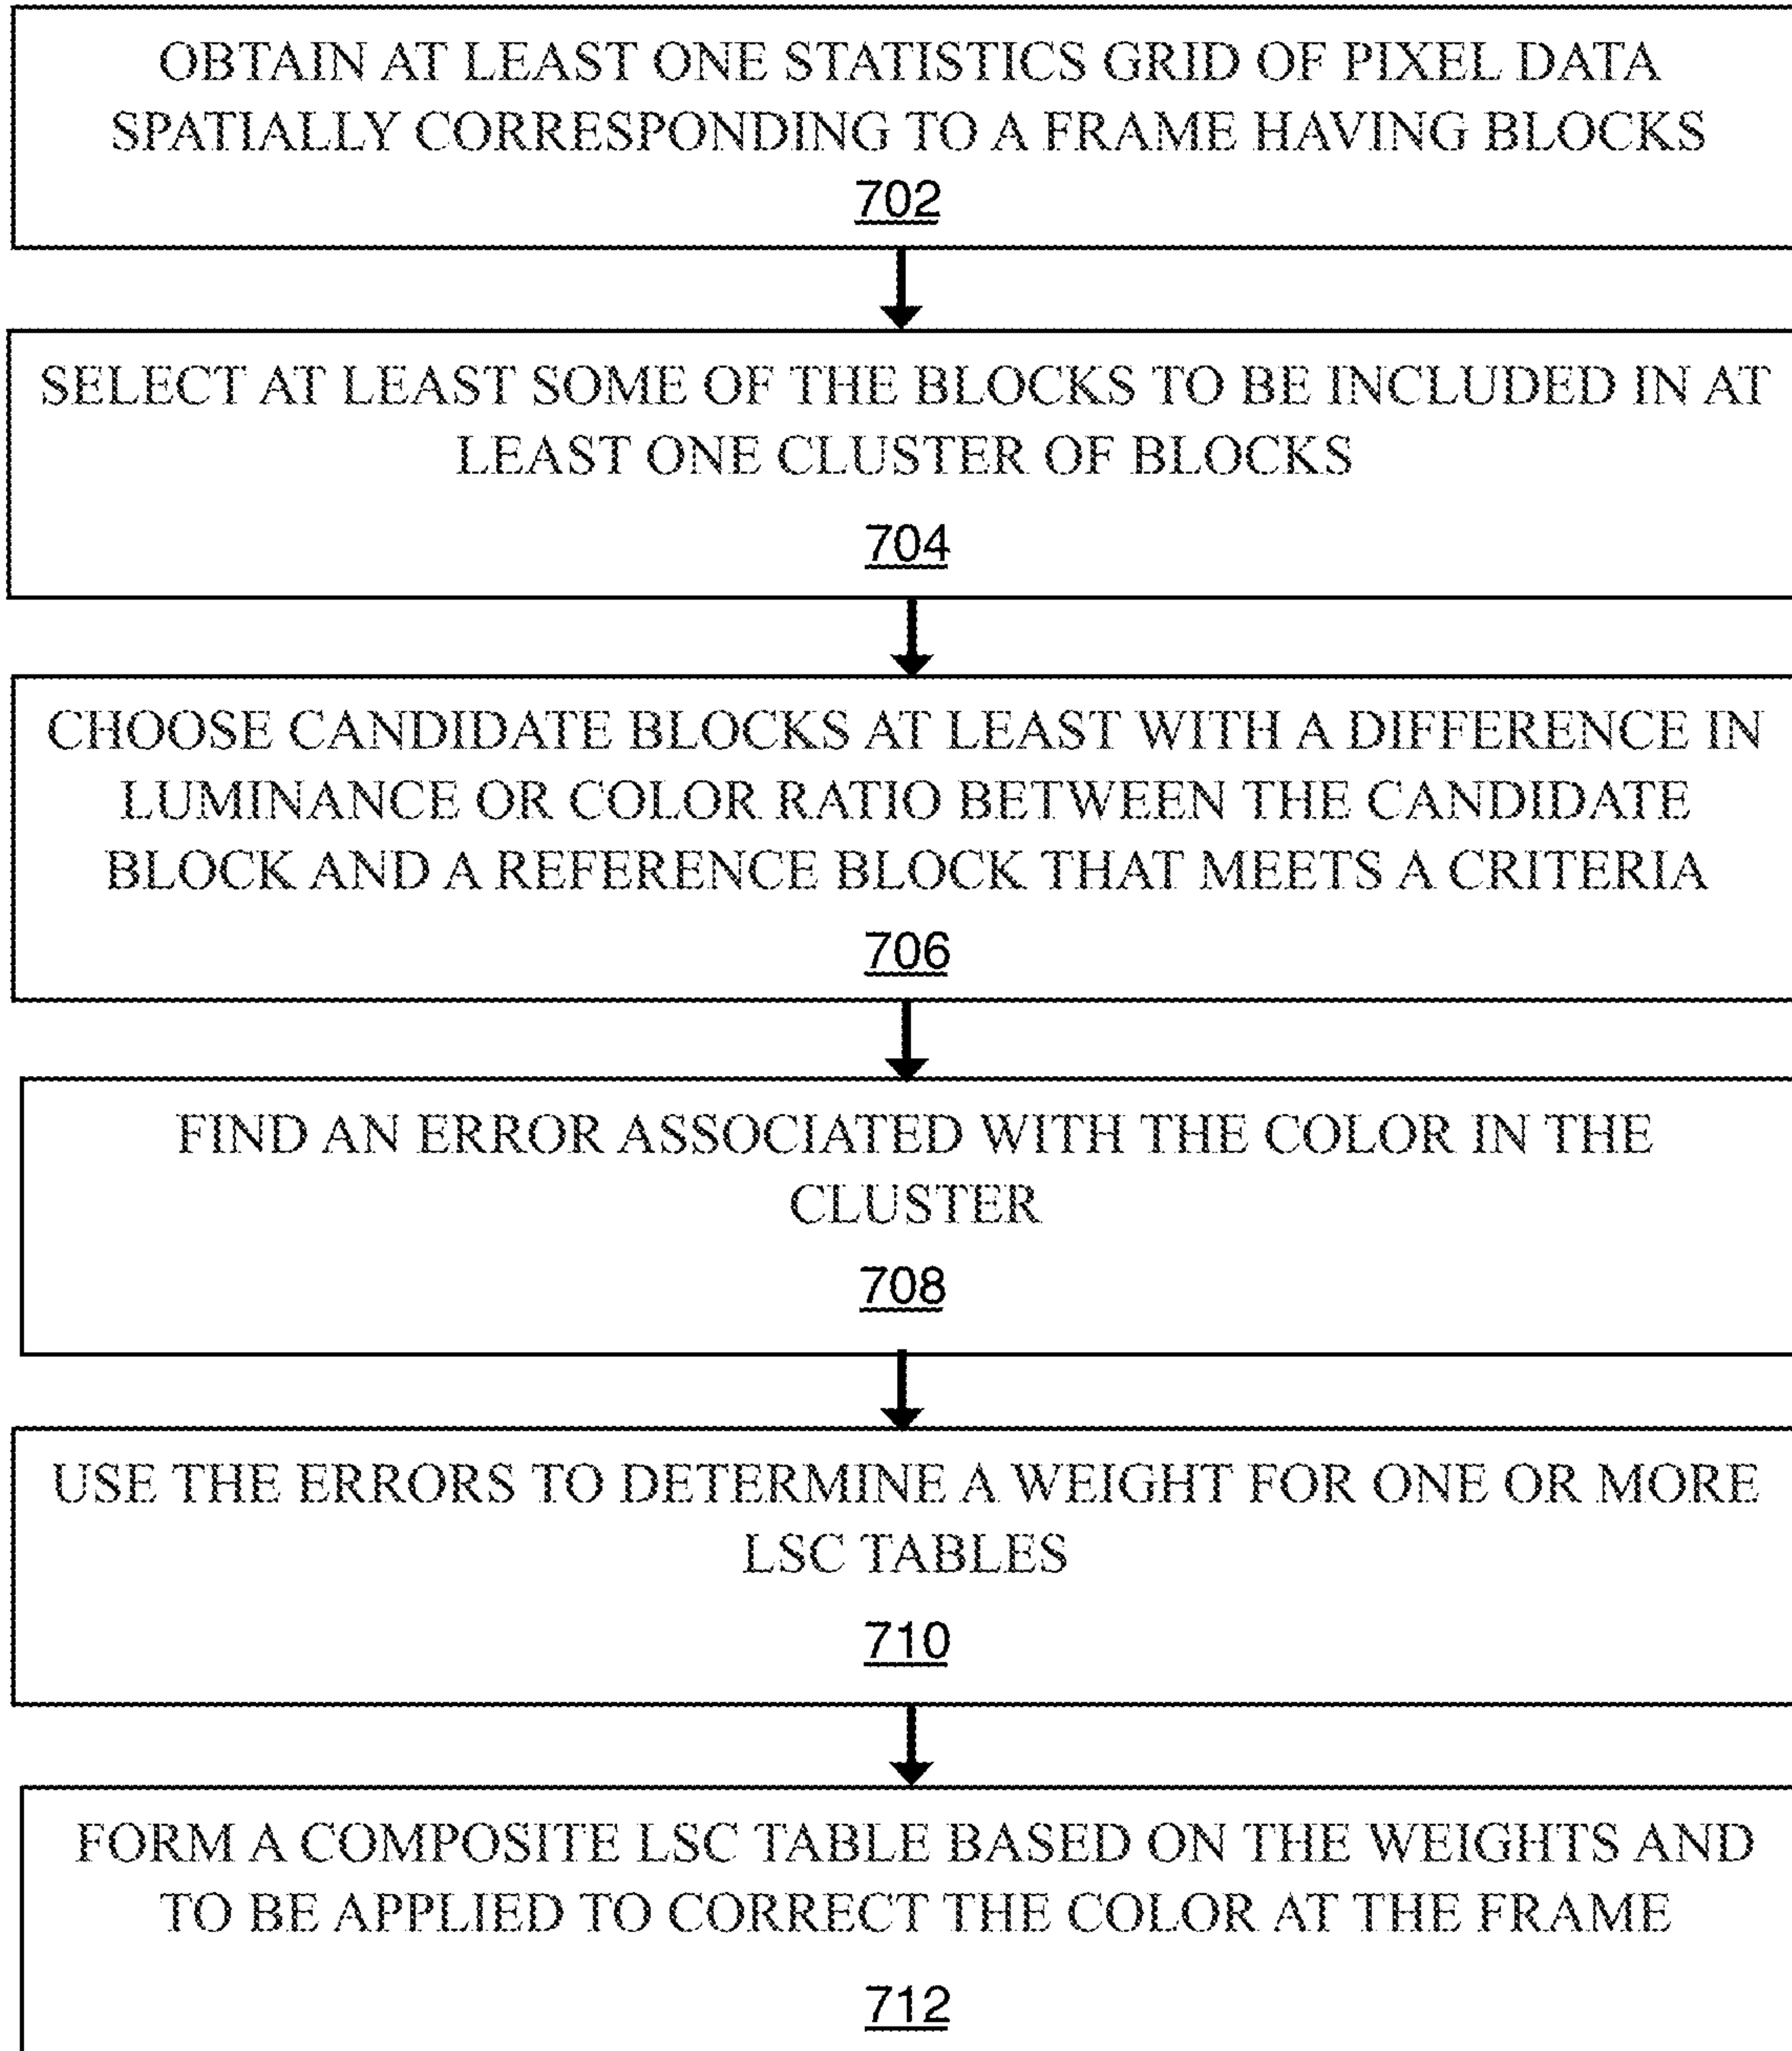 OBTAIN AT LEAST ONE STATISTICS GRID OF PIXEL DATA
SPATIALLY CORRESPONDING TO A FRAME HAVING BLOCKS
702
SELECT AT LEAST SOME OF THE BLOCKS TO BE INCLUDED IN AT
LEAST ONE CLUSTER OF BLOCKS
704
CHOOSE CANDIDATE BLOCKS AT LEAST WITH A DIFFERENCE IN
LUMINANCE OR COLOR RATIO BETWEEN THE CANDIDATE
BLOCK AND A REFERENCE BLOCK THAT MEETS A CRITERIA
706
FIND AN ERROR ASSOCIATED WITH THE COLOR IN THE
CLUSTER
708
USE THE ERRORS TO DETERMINE A WEIGHT FOR ONE OR MORE
LSC TABLES
710
FORM A COMPOSITE LSC TABLE BASED ON THE WEIGHTS AND
TO BE APPLIED TO CORRECT THE COLOR AT THE FRAME
712